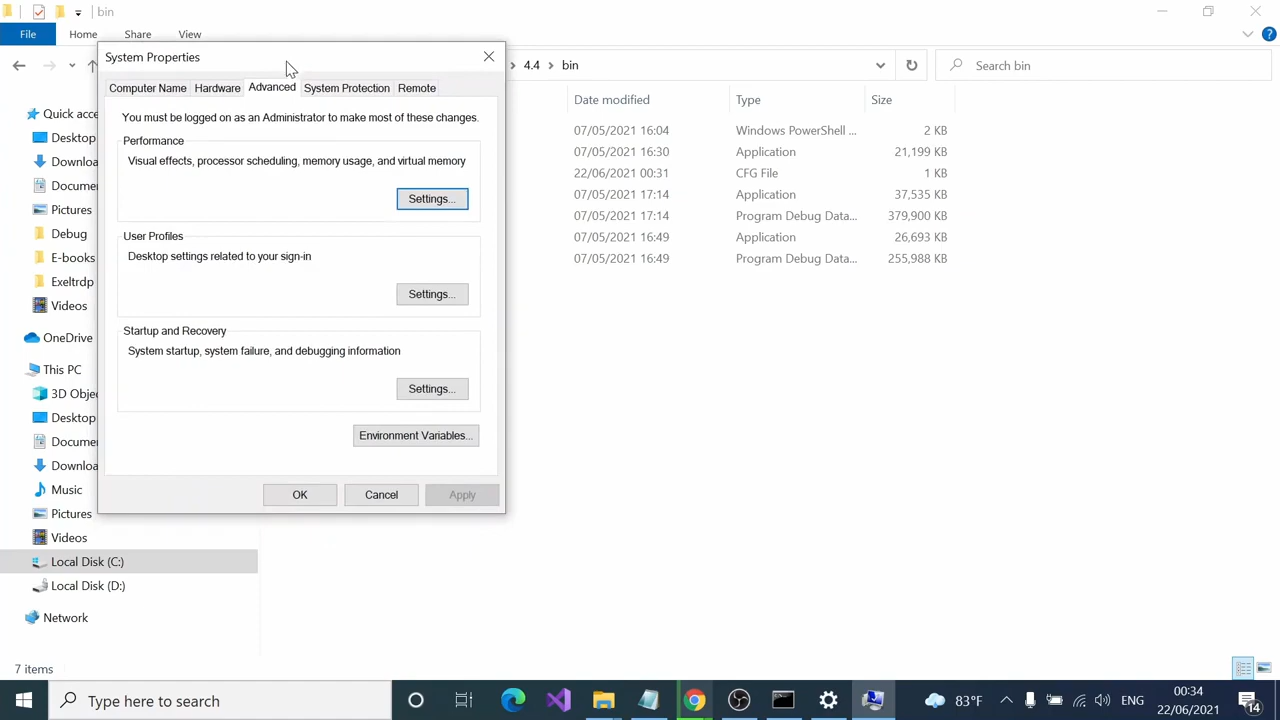 bin
File
Home
Share
View
System Properties
4.4
bin
Search bin
Computer Name
Hardware
Advanced
System Protection
Remote
Date modified
Type
Size
You must be logged on as an Administrator to make most of these changes.
Performance
Visual effects, processor scheduling, memory usage, and virtual memory
Settings...
User Profiles
Desktop settings related to your sign-in
Settings...
Startup and Recovery
System startup, system failure, and debugging information
Settings...
Environment Variables...
OK
Cancel
Apply
07/05/2021 16:04 Windows PowerShell ... 2 KB
07/05/2021 16:30 Application 21,199 KB
22/06/2021 00:31 CFG File 1 KB
07/05/2021 17:14 Application 37,535 KB
07/05/2021 17:14 Program Debug Data... 379,900 KB
07/05/2021 16:49 Application 26,693 KB
07/05/2021 16:49 Program Debug Data... 255,988 KB
Quick acce
Desktop
Downloa
Documer
Pictures
Debug
E-books
Exeltrdp
Videos
OneDrive
This PC
3D Objec
Desktop
Documer
Downloa
Music
Pictures
Videos
Local Disk (C:)
Local Disk (D:)
Network
7 items
Type here to search
83°F
ENG
00:34
22/06/2021
14